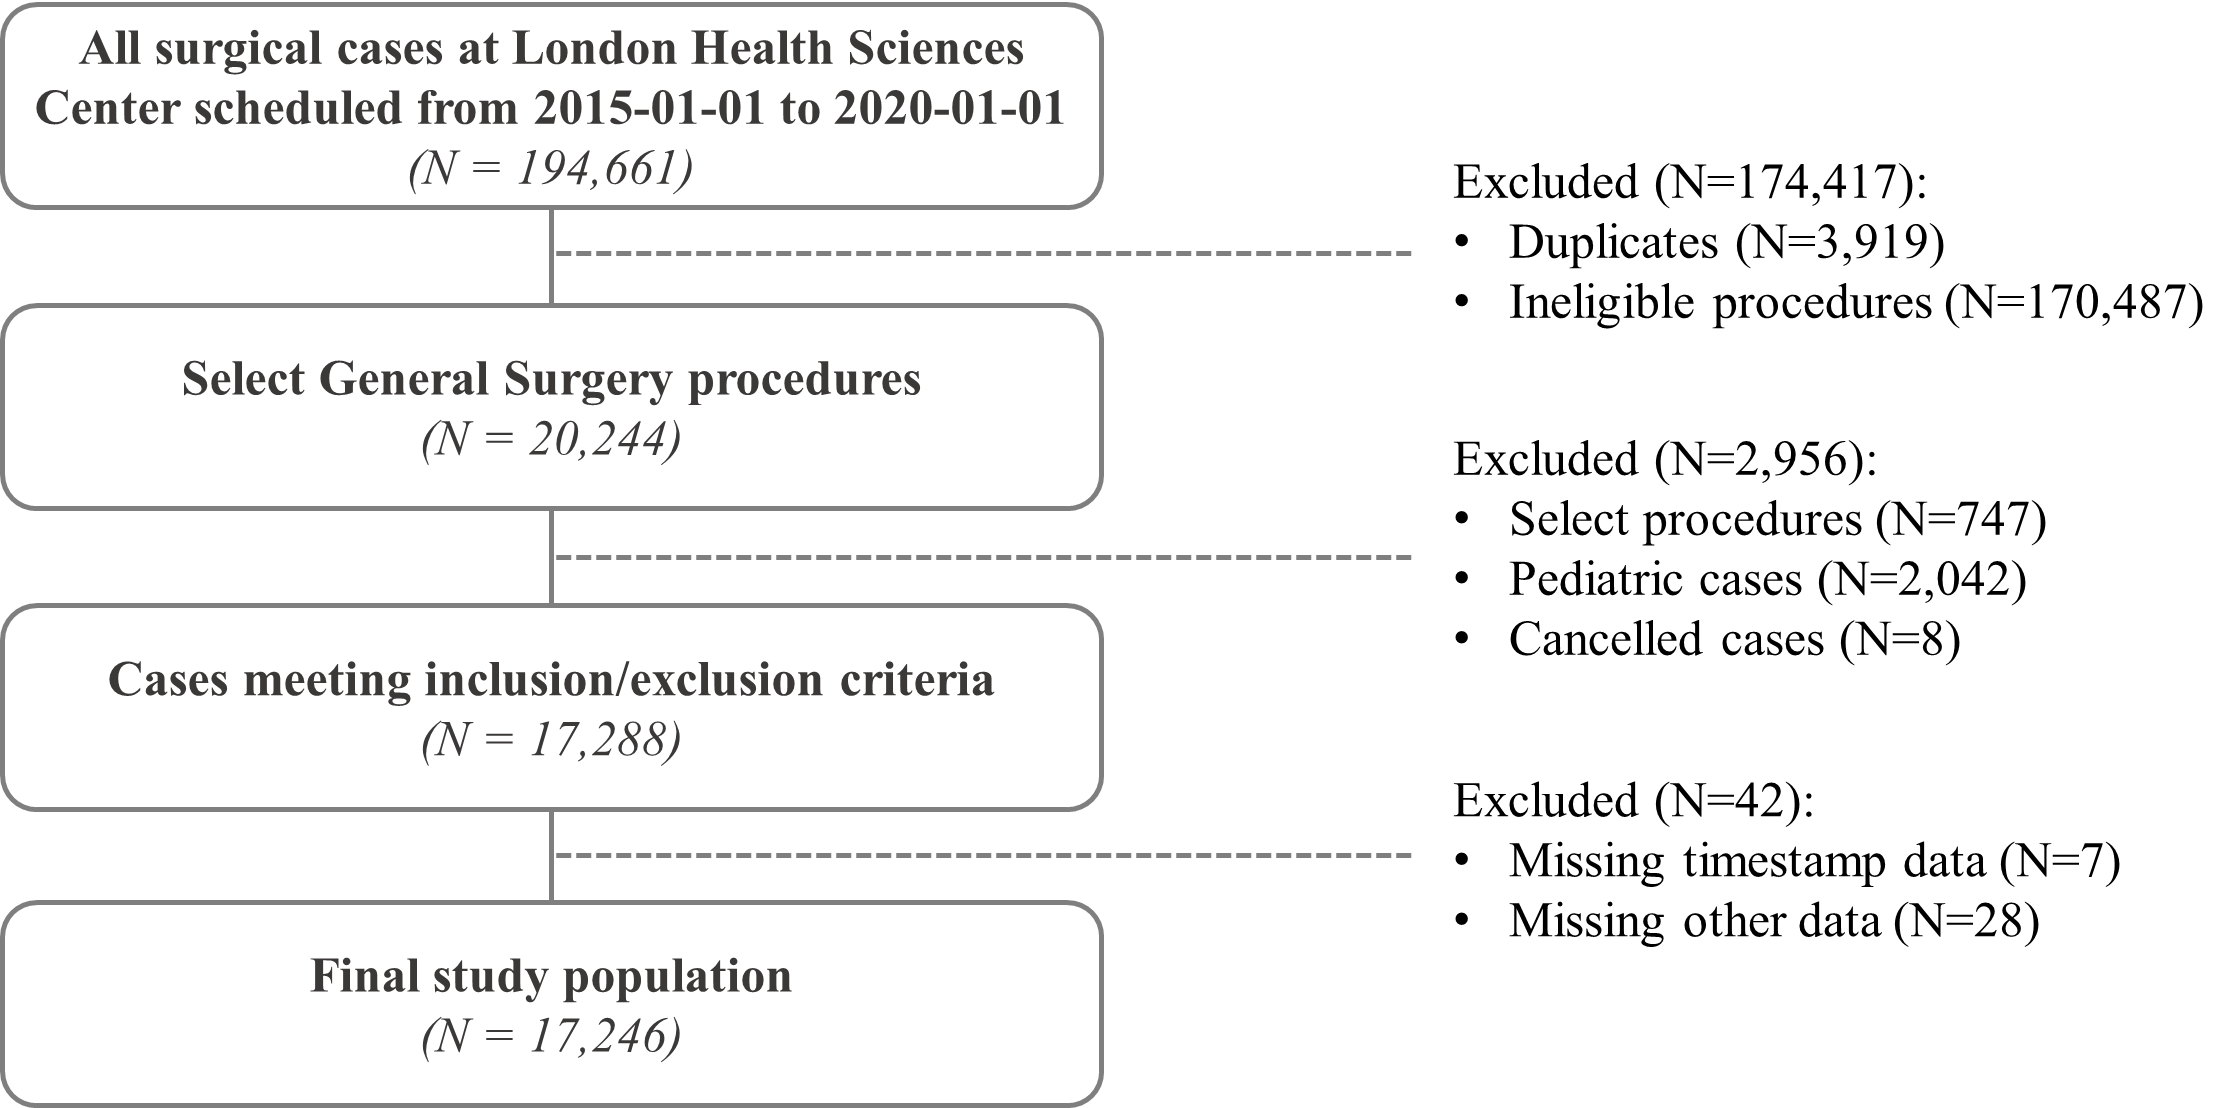 All surgical cases at London Health Sciences
Center scheduled from 2015-01-01 to 2020-01-01
(N = 194,661)
Excluded (N=174,417):
• Duplicates (N=3,919)
• Ineligible procedures (N=170,487)
Select General Surgery procedures
(N = 20,244)
Excluded (N=2,956):
• Select procedures (N=747)
• Pediatric cases (N=2,042)
• Cancelled cases (N=8)
Cases meeting inclusion/exclusion criteria
(N = 17,288)
Excluded (N=42):
• Missing timestamp data (N=7)
• Missing other data (N=28)
Final study population
(N = 17,246)